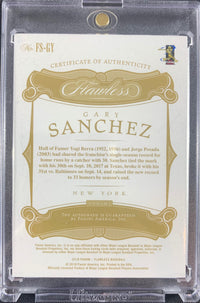 No. FS-GY
CERTIFICATE OF AUTHENTICITY
Flawless
GARY
SANCHEZ
Hall of Famer Yogi Berra (1952, 1956) and Jorge Posada
(2003) had shared the franchise's single-season record for
home runs by a catcher with 30. Sanchez tied the mark
with his 30th on Sept. 8, 2017 at Texas, broke it with his
31st vs. Baltimore on Sept. 14, and raised the new record
to 33 homers by season's end.
NEW YORK
PANINI
THE AUTOGRAPH IS GUARANTEED
BY PANINI AMERICA, INC.